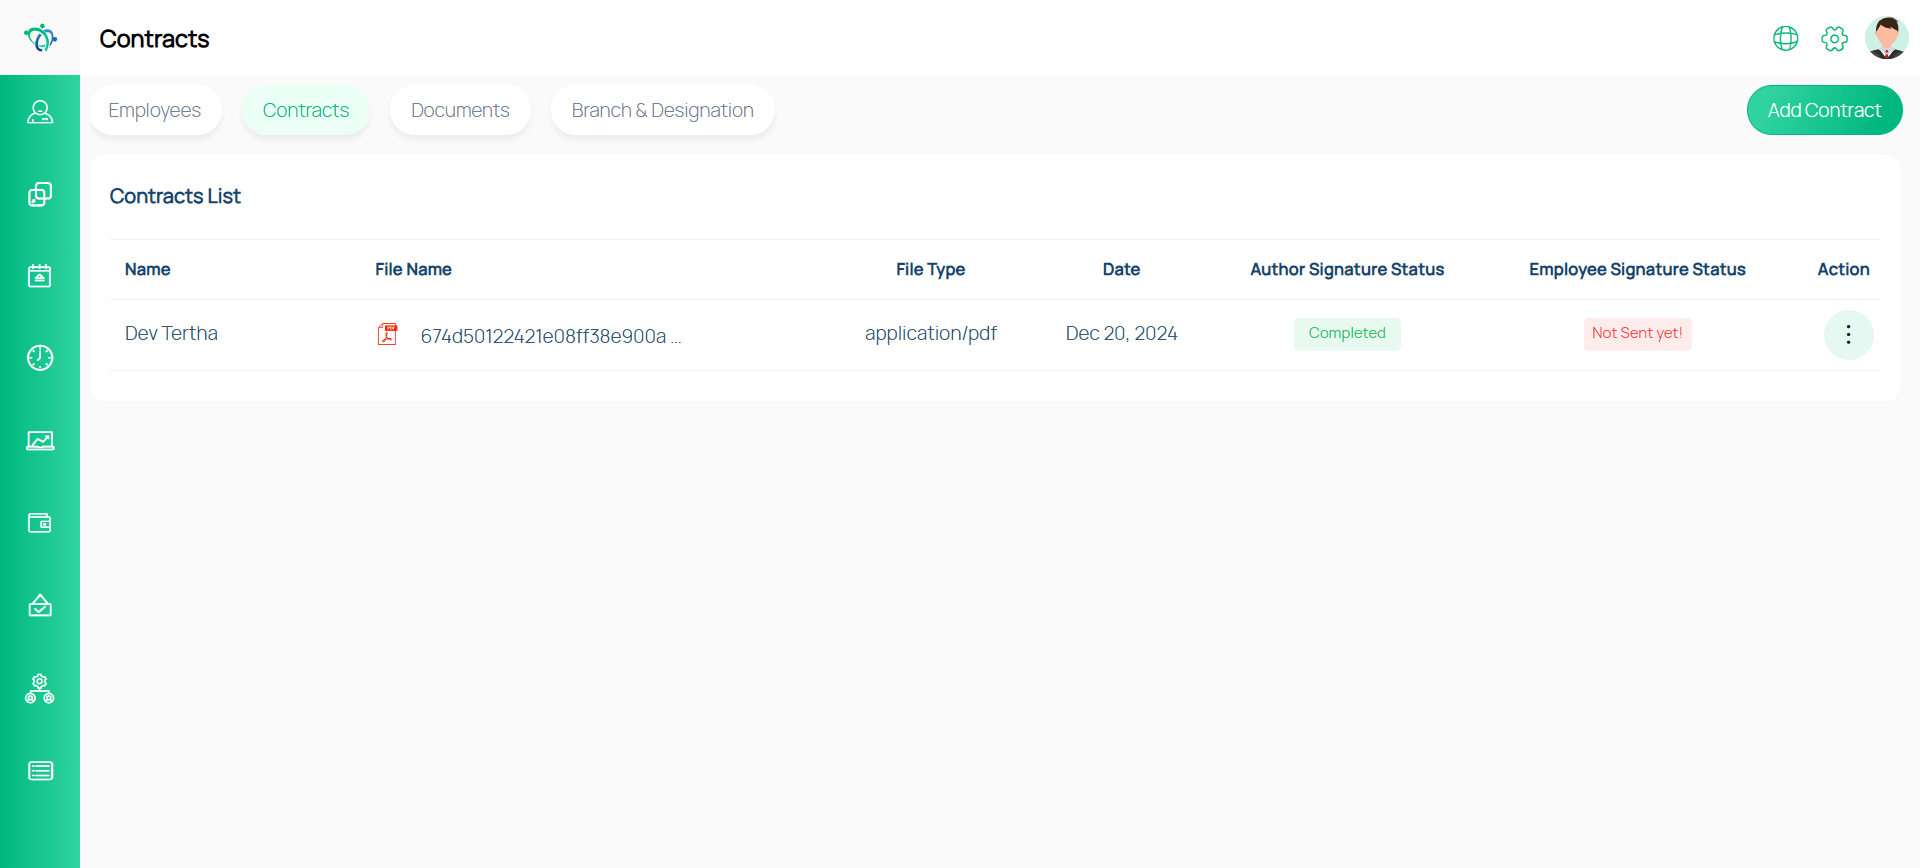 Contracts
Employees
Contracts
Documents
Branch & Designation
Add Contract
Contracts List
Name File Name File Type Date Author Signature Status Employee Signature Status Action
Dev Tertha 674d50122421e08ff38e900a ... application/pdf Dec 20, 2024 Completed Not Sent yet!